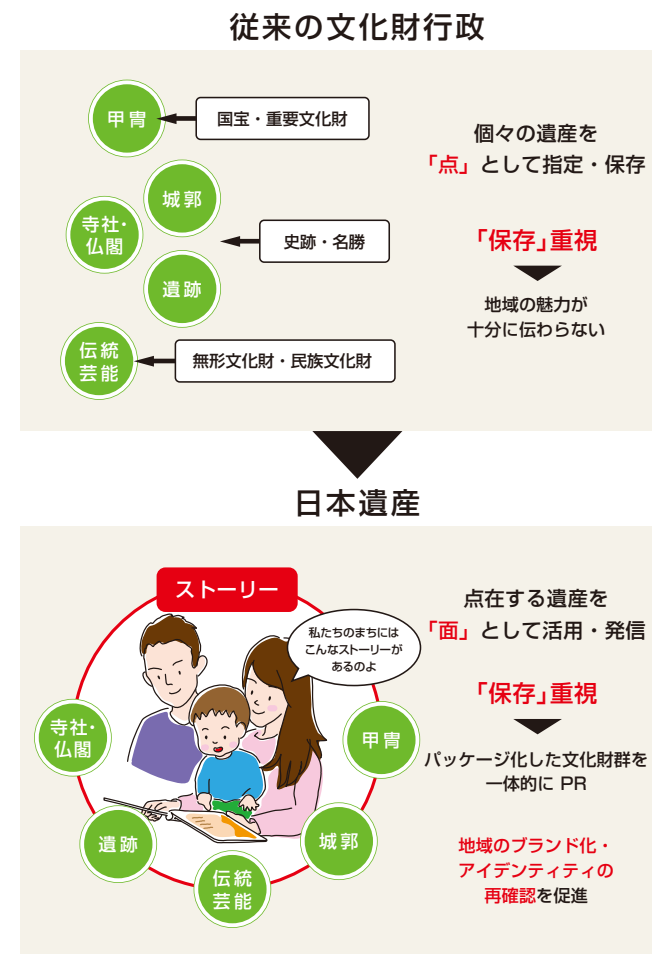 従来の文化財行政
甲冑
国宝・重要文化財
城郭
寺社・
仏閣
史跡・名勝
遺跡
伝統
芸能
無形文化財・民族文化財
個々の遺産を
「点」として指定・保存
「保存」重視
地域の魅力が
十分に伝わらない
日本遺産
ストーリー
私たちのまちには
こんなストーリーが
あるのよ
寺社・
仏閣
甲冑
遺跡
城郭
伝統
芸能
点在する遺産を
「面」として活用・発信
「保存」重視
パッケージ化した文化財群を
一体的に PR
地域のブランド化・
アイデンティティの
再確認を促進